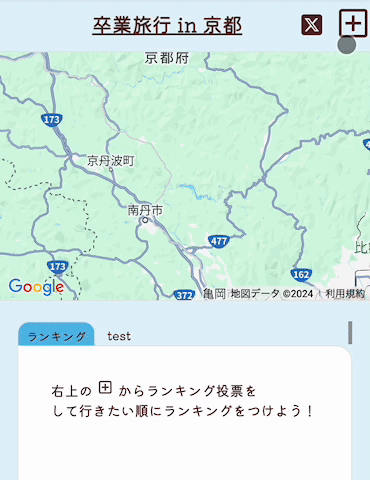 卒業旅行 in 京都
京都府
173
京丹波町
南丹市
477
173
162
372
亀岡
Google
地図データ ©2024
利用規約
ランキング
test
右上の からランキング投票を
して行きたい順にランキングをつけよう！